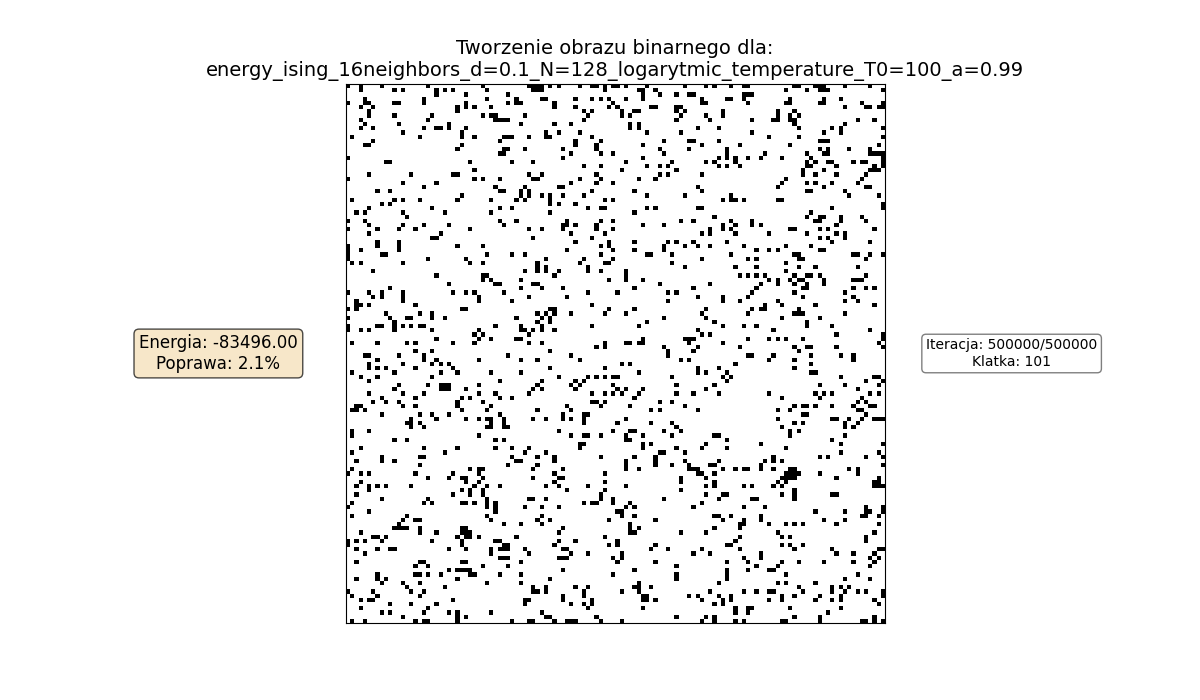 Tworzenie obrazu binarnego dla:
energy_ising_16neighbors_d=0.1_N=128_logarytmic_temperature_T0=100_a=0.99
Energia: -83496.00
Poprawa: 2.1%
Iteracja: 500000/500000
Klatka: 101